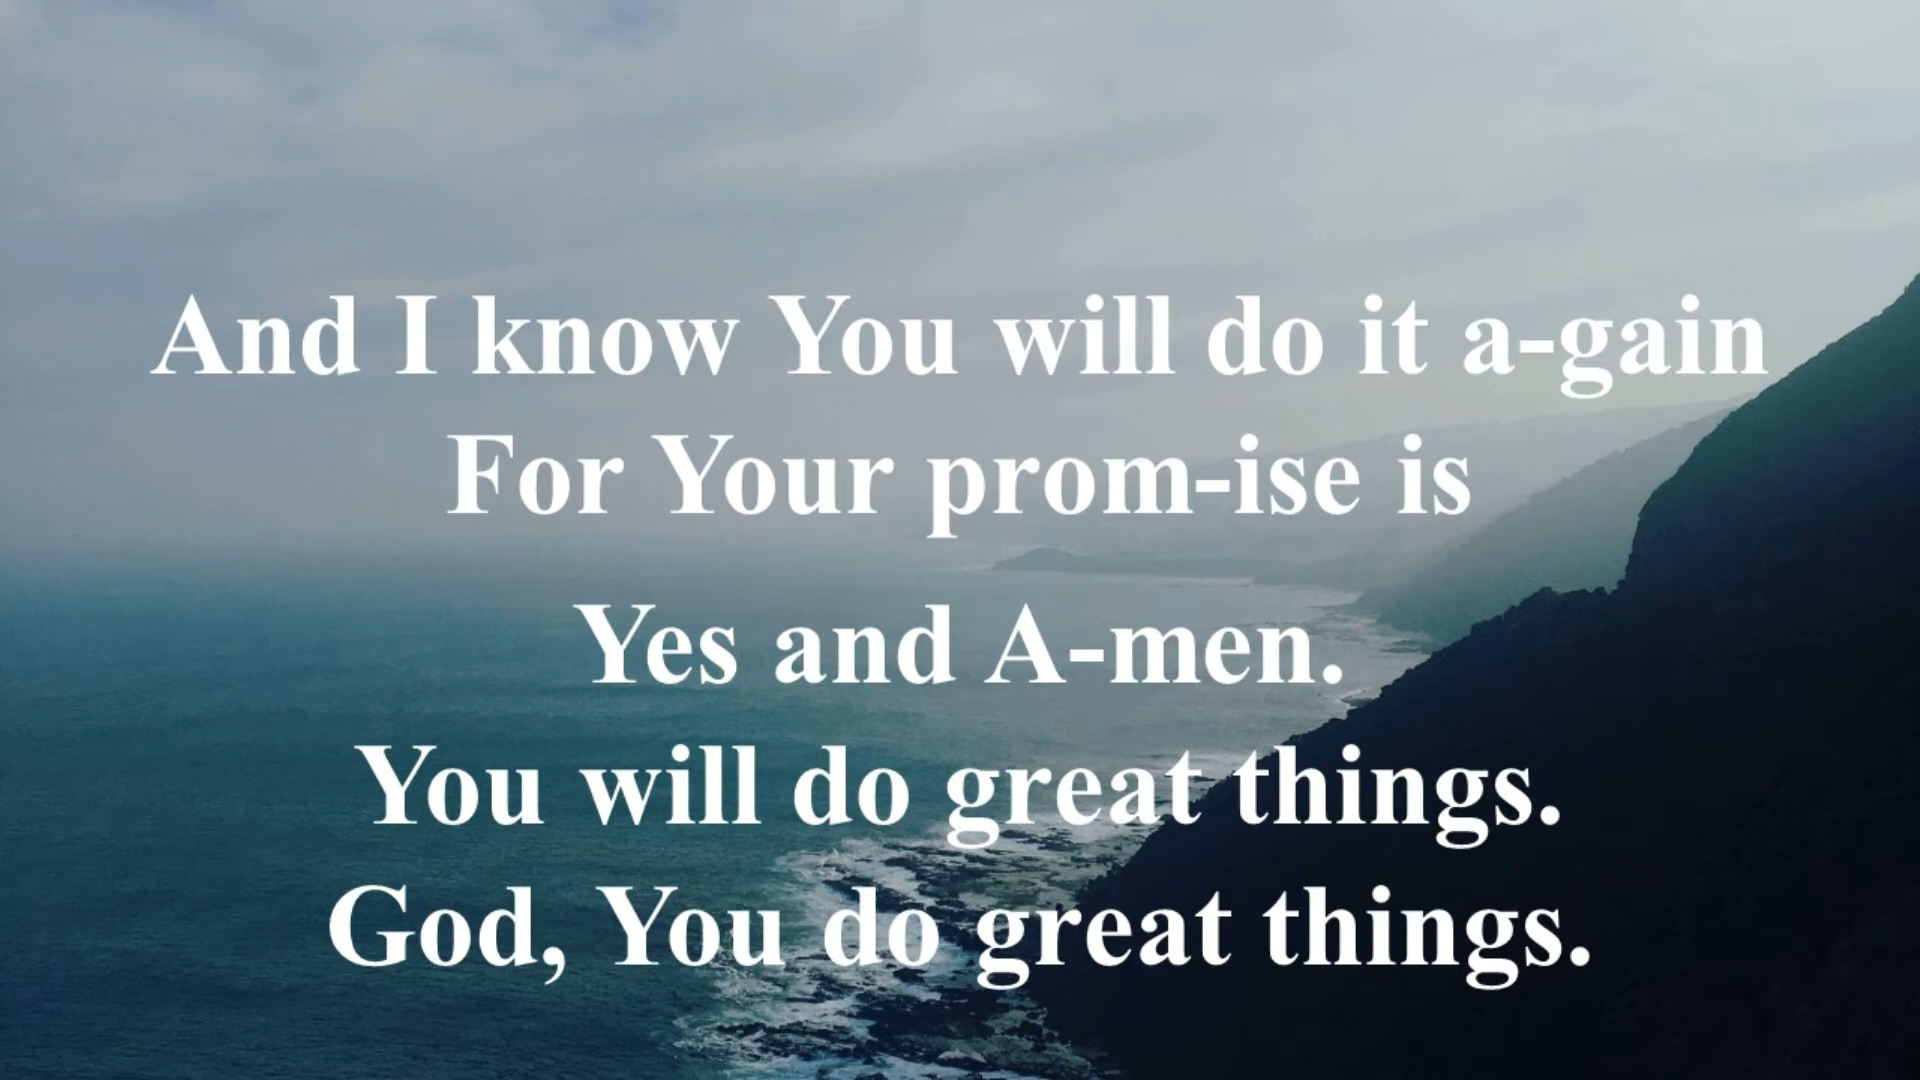 And I know You will do it a-gain
For Your prom-ise is
Yes and A-men.
You will do great things.
God, You do great things.